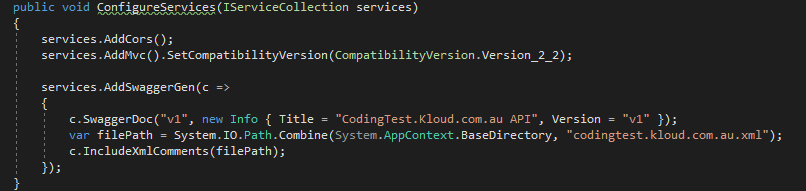 public void ConfigureServices(IServiceCollection services)
{
services.AddCors();
services.AddMvc().SetCompatibilityVersion(CompatibilityVersion.Version_2_2);
services.AddSwaggerGen(c =>
{
c.SwaggerDoc("v1", new Info { Title = "CodingTest.Kloud.com.au API", Version = "v1" });
var filePath = System.IO.Path.Combine(System.AppContext.BaseDirectory, "codingtest.kloud.com.au.xml");
c.IncludeXmlComments(filePath);
});
}